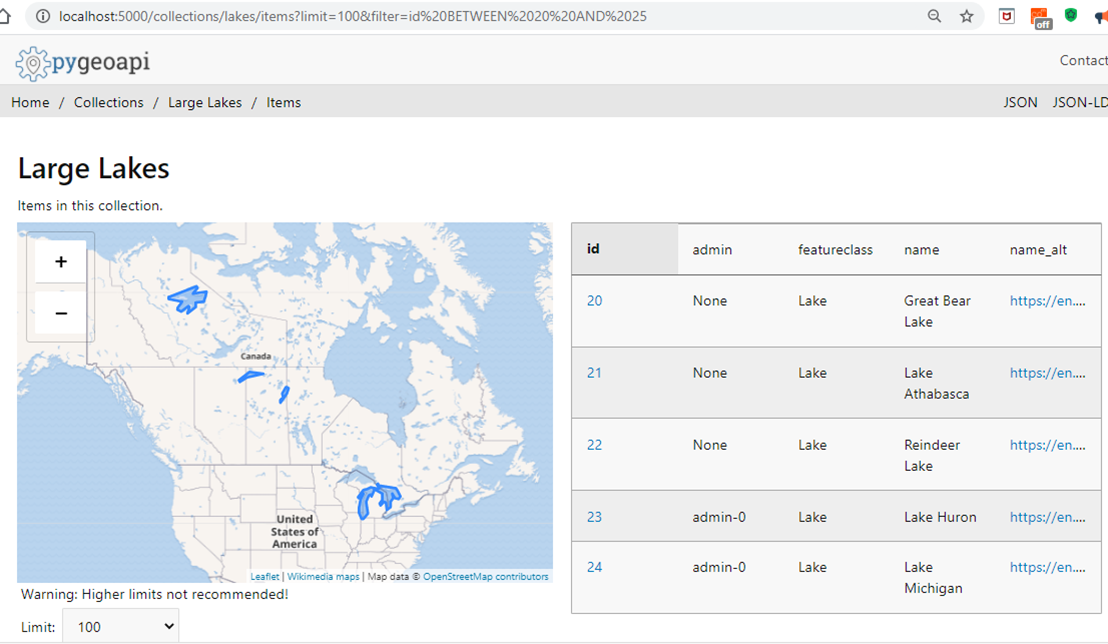 localhost:5000/collections/lakes/items?limit=100&filter=id%20BETWEEN%2020%20AND%2025
off
pygeoapi
Contact
Home / Collections / Large Lakes / Items
JSON JSON-LD
Large Lakes
Items in this collection.
+
−
Canada
United
States of
America
Leaflet | Wikimedia maps | Map data © OpenStreetMap contributors
Warning: Higher limits not recommended!
Limit: 100
id admin featureclass name name_alt
20 None Lake Great Bear Lake https://en....
21 None Lake Lake Athabasca https://en....
22 None Lake Reindeer Lake https://en....
23 admin-0 Lake Lake Huron https://en....
24 admin-0 Lake Lake Michigan https://en....